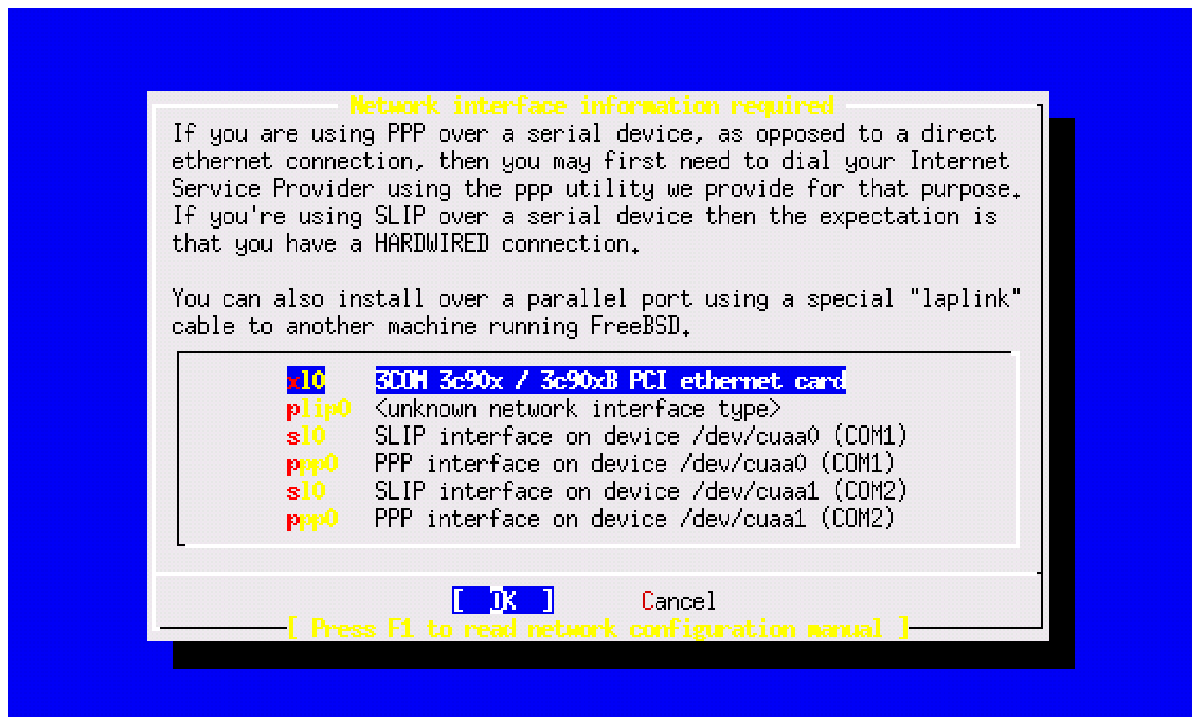 Network interface information required
If you are using PPP over a serial device, as opposed to a direct
ethernet connection, then you may first need to dial your Internet
Service Provider using the ppp utility we provide for that purpose.
If you're using SLIP over a serial device then the expectation is
that you have a HARDWIRED connection.
You can also install over a parallel port using a special "laplink"
cable to another machine running FreeBSD.
xl0 3COM 3c90x / 3c90xB PCI ethernet card
plip0 <unknown network interface type>
sl0 SLIP interface on device /dev/cuaa0 (COM1)
ppp0 PPP interface on device /dev/cuaa0 (COM1)
sl0 SLIP interface on device /dev/cuaa1 (COM2)
ppp0 PPP interface on device /dev/cuaa1 (COM2)
[ OK ] Cancel
[ Press F1 to read network configuration manual ]